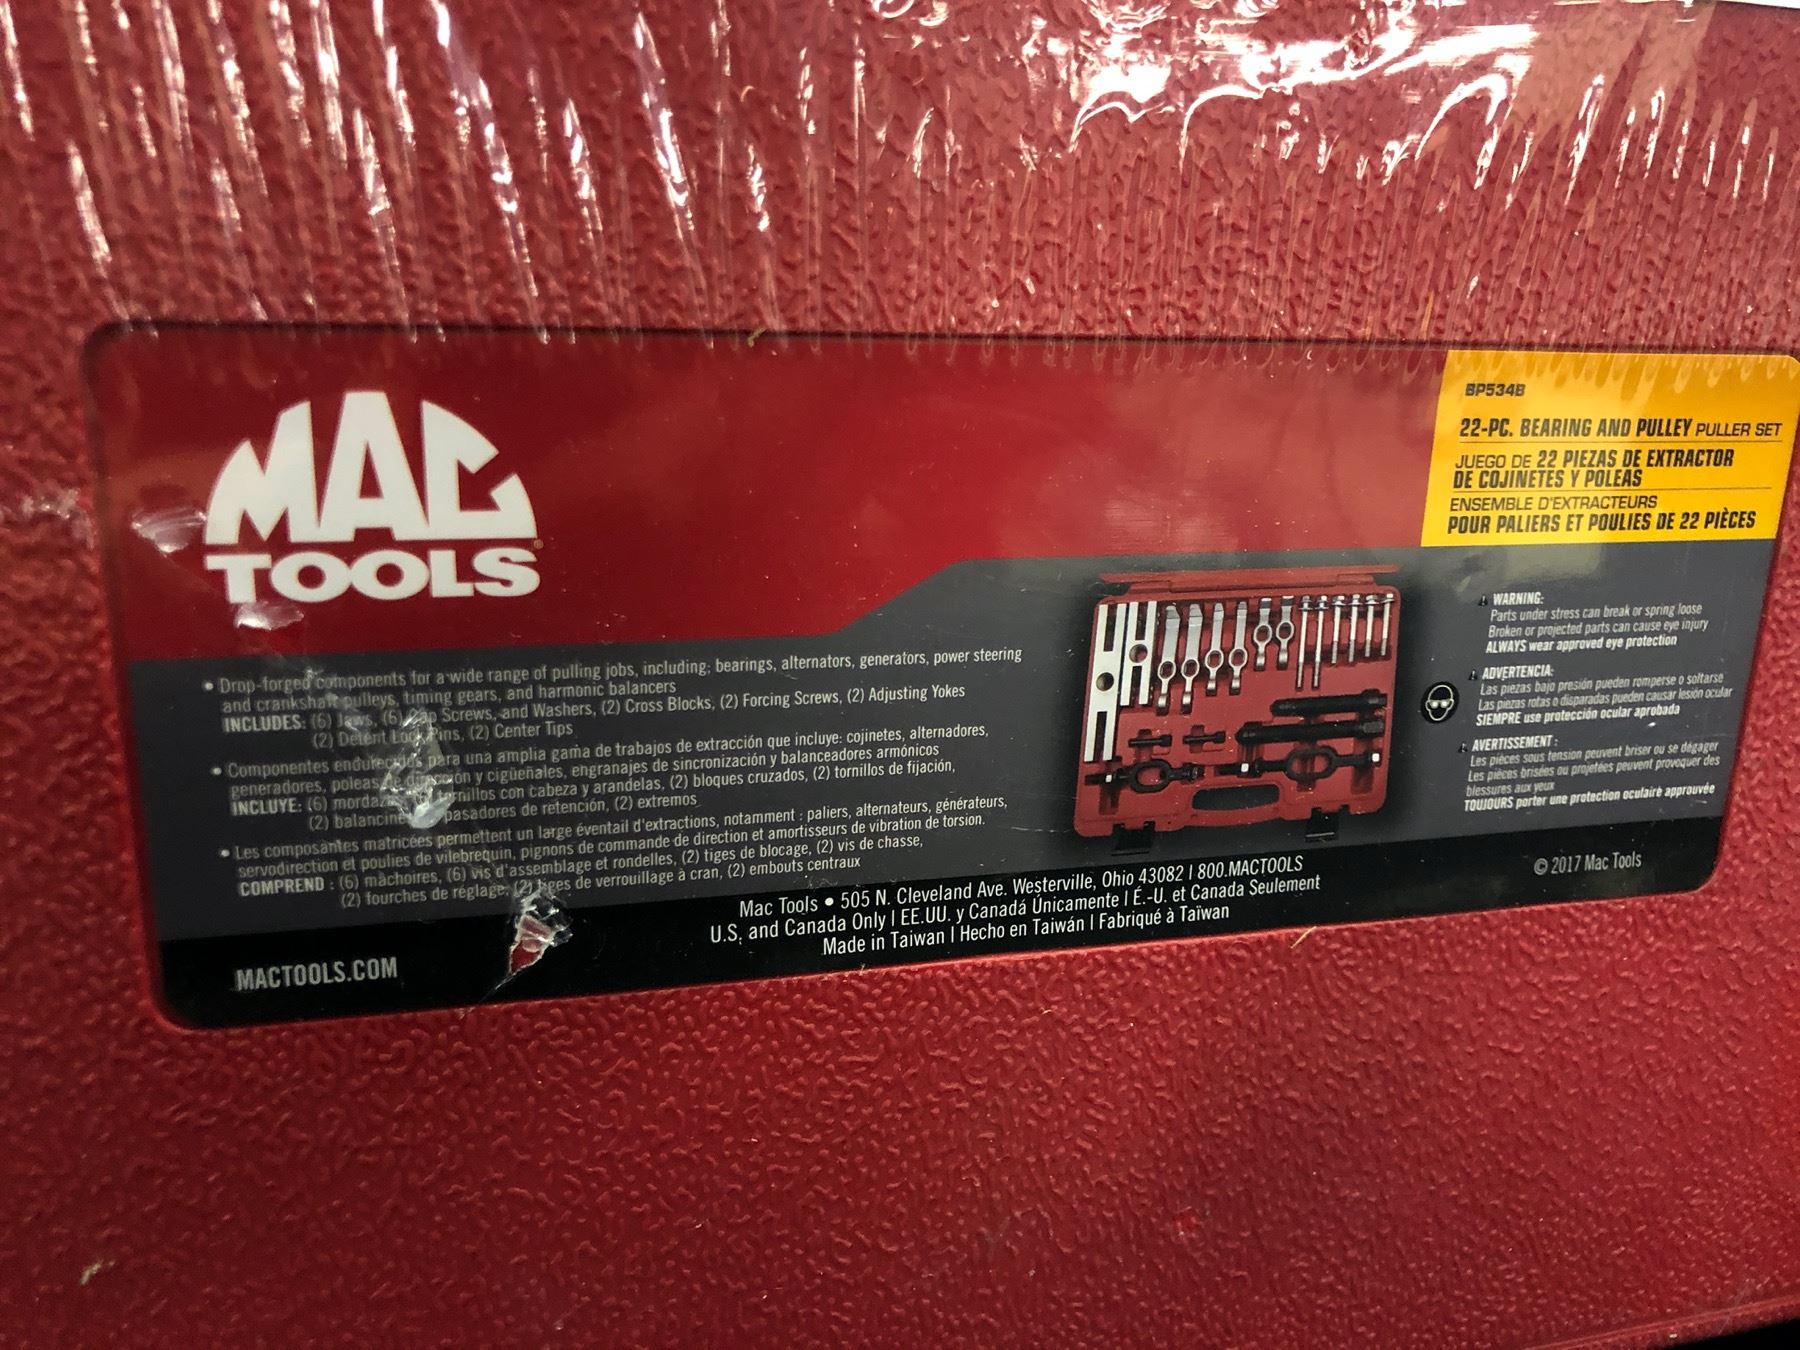 MAC
TOOLS
BP534B
22-PC. BEARING AND PULLEY PULLER SET
JUEGO DE 22 PIEZAS DE EXTRACTOR
DE COJINETES Y POLEAS
ENSEMBLE D'EXTRACTEURS
POUR PALIERS ET POULIES DE 22 PIÈCES
• Drop-forged components for a wide range of pulling jobs, including; bearings, alternators, generators, power steering
and crankshaft pulleys, timing gears, and harmonic balancers
INCLUDES: (6) Jaws, (6) Screws, and Washers, (2) Cross Blocks, (2) Forcing Screws, (2) Adjusting Yokes
(2) Detent Lock Pins, (2) Center Tips
• Componentes para una amplia gama de trabajos de extracción que incluye: cojinetes, alternadores,
generadores, poleas de dirección y cigüeñales, engranajes de sincronización y balanceadores armónicos
INCLUYE: (6) tornillos con cabeza y arandelas, (2) bloques cruzados, (2) tornillos de fijación,
(2) pasadores de retención, (2) extremos
• Les composantes matricées permettent un large éventail d'extractions, notamment : paliers, alternateurs, générateurs,
servodirection et poulies de vilebrequin, pignons de commande de direction et amortisseurs de vibration de torsion.
COMPREND : (6) mâchoires, (6) vis d'assemblage et rondelles, (2) tiges de blocage, (2) vis de chasse,
(2) fourches de réglage, (2) tiges de verrouillage à cran, (2) embouts centraux
WARNING:
Parts under stress can break or spring loose
Broken or projected parts can cause eye injury
ALWAYS wear approved eye protection
ADVERTENCIA:
Las piezas bajo presión pueden romperse o soltarse
Las piezas rotas o disparadas pueden causar lesión ocular
SIEMPRE use protección ocular aprobada
AVERTISSEMENT :
Les pièces sous tension peuvent briser ou se dégager
Les pièces brisées ou projetées peuvent provoquer des
blessures aux yeux
TOUJOURS porter une protection oculaire approuvée
Mac Tools • 505 N. Cleveland Ave. Westerville, Ohio 43082 | 800.MACTOOLS
U.S. and Canada Only | EE.UU. y Canadá Únicamente | É.-U. et Canada Seulement
Made in Taiwan | Hecho en Taiwán | Fabriqué à Taïwan
© 2017 Mac Tools
MACTOOLS.COM